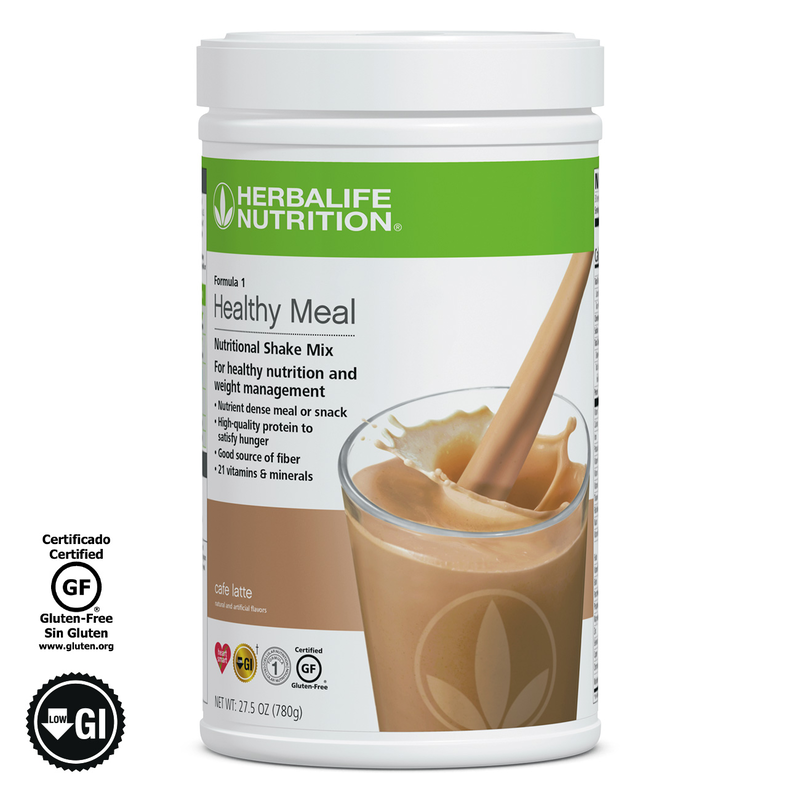 HERBALIFE
NUTRITION®
Formula 1
Healthy Meal
Nutritional Shake Mix
For healthy nutrition and
weight management
• Nutrient dense meal or snack
• High-quality protein to
satisfy hunger
• Good source of fiber
• 21 vitamins & minerals
cafe latte
natural and artificial flavors
heart
smart
GI
1
Certified
GF
®
Gluten-Free
NET WT: 27.5 OZ (780g)
Certificado
Certified
GF
®
Gluten-Free
Sin Gluten
www.gluten.org
LOW GI